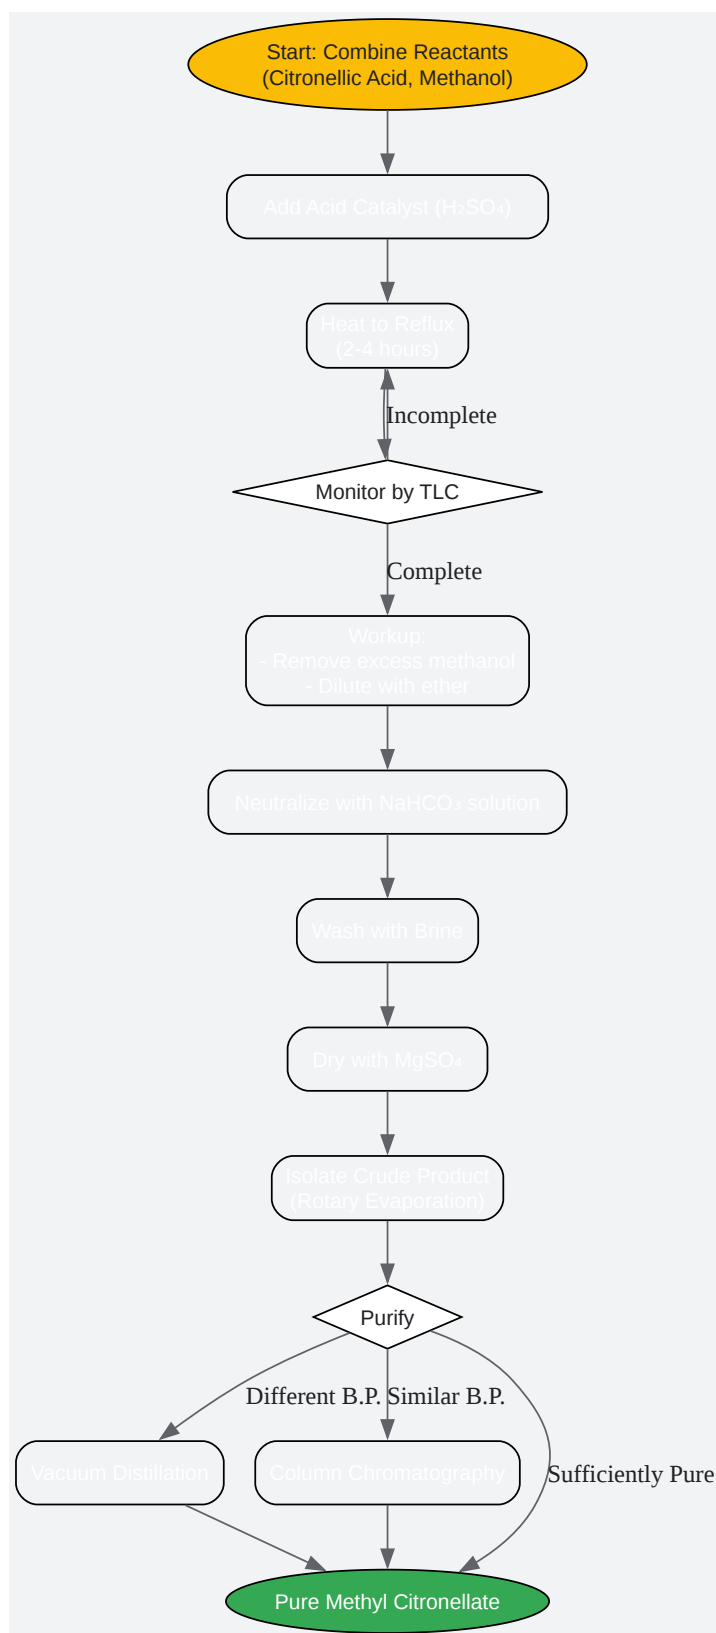 Start: Combine Reactants
(Citronellic Acid, Methanol)
Add Acid Catalyst (H₂SO₄)
Heat to Reflux
(2-4 hours)
Incomplete
Monitor by TLC
Complete
Workup:
- Remove excess methanol
- Dilute with ether
Neutralize with NaHCO₃ solution
Wash with Brine
Dry with MgSO₄
Isolate Crude Product
(Rotary Evaporation)
Purify
Different B.P.
Similar B.P.
Vacuum Distillation
Column Chromatography
Sufficiently Pure
Pure Methyl Citronellate